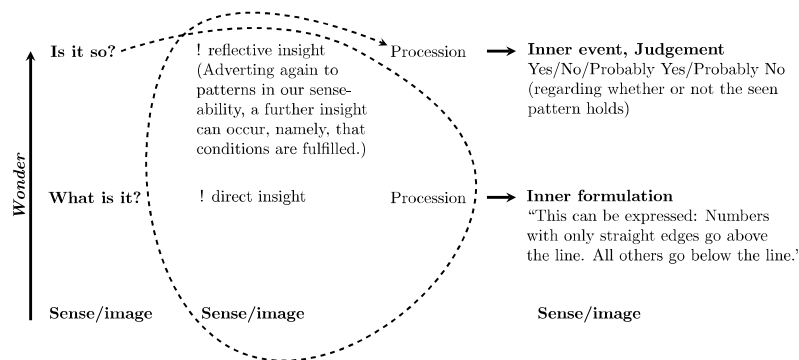 Is it so?
! reflective insight
Procession
Inner event, Judgement
(Adverting again to
patterns in our sense-
ability, a further insight
can occur, namely, that
conditions are fulfilled.)
Yes/No/Probably Yes/Probably No
(regarding whether or not the seen
pattern holds)
Wonder
What is it?
! direct insight
Procession
Inner formulation
“This can be expressed: Numbers
with only straight edges go above
the line. All others go below the line.”
Sense/image
Sense/image
Sense/image